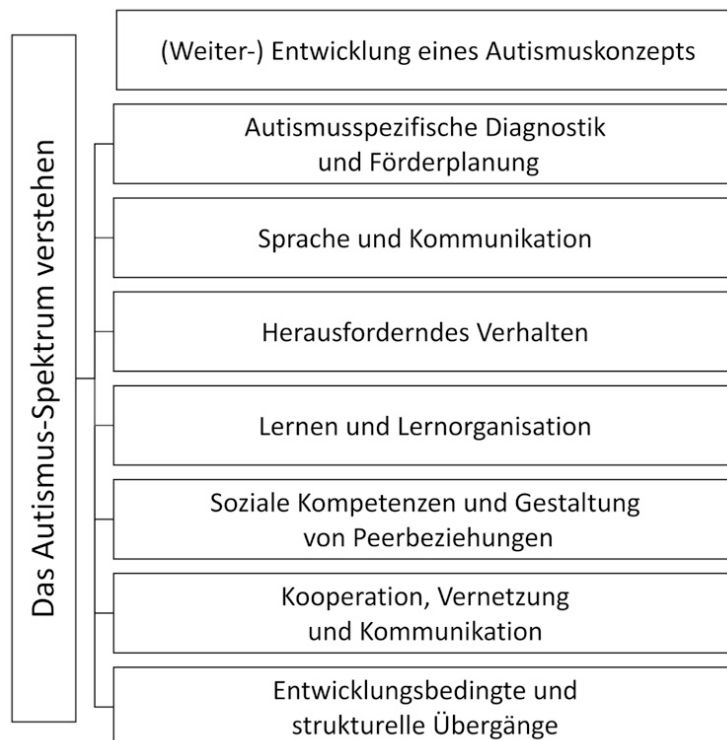 Das Autismus-Spektrum verstehen
(Weiter-) Entwicklung eines Autismuskonzepts
Autismusspezifische Diagnostik
und Förderplanung
Sprache und Kommunikation
Herausforderndes Verhalten
Lernen und Lernorganisation
Soziale Kompetenzen und Gestaltung
von Peerbeziehungen
Kooperation, Vernetzung
und Kommunikation
Entwicklungsbedingte und
strukturelle Übergänge